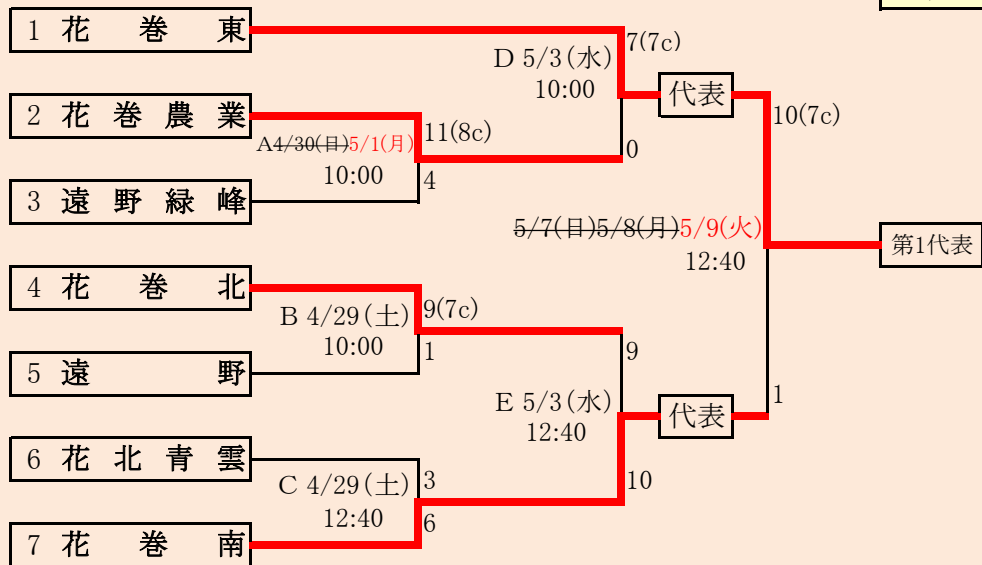 1 花巻東
7(7c)
D 5/3(水)
10:00
代表
2 花巻農業
10(7c)
11(8c)
A4/30(日)5/1(月)
0
10:00
4
3 遠野緑峰
5/7(日)5/8(月)5/9(火)
12:40
第1代表
4 花巻北
9(7c)
B 4/29(土)
10:00
1
9
5 遠野
1
E 5/3(水)
12:40
代表
6 花北青雲
3
10
C 4/29(土)
12:40
6
7 花巻南